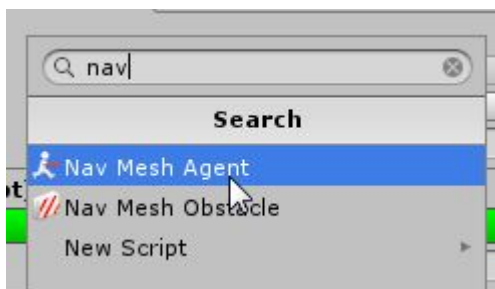 nav
Search
Nav Mesh Agent
Nav Mesh Obstacle
New Script